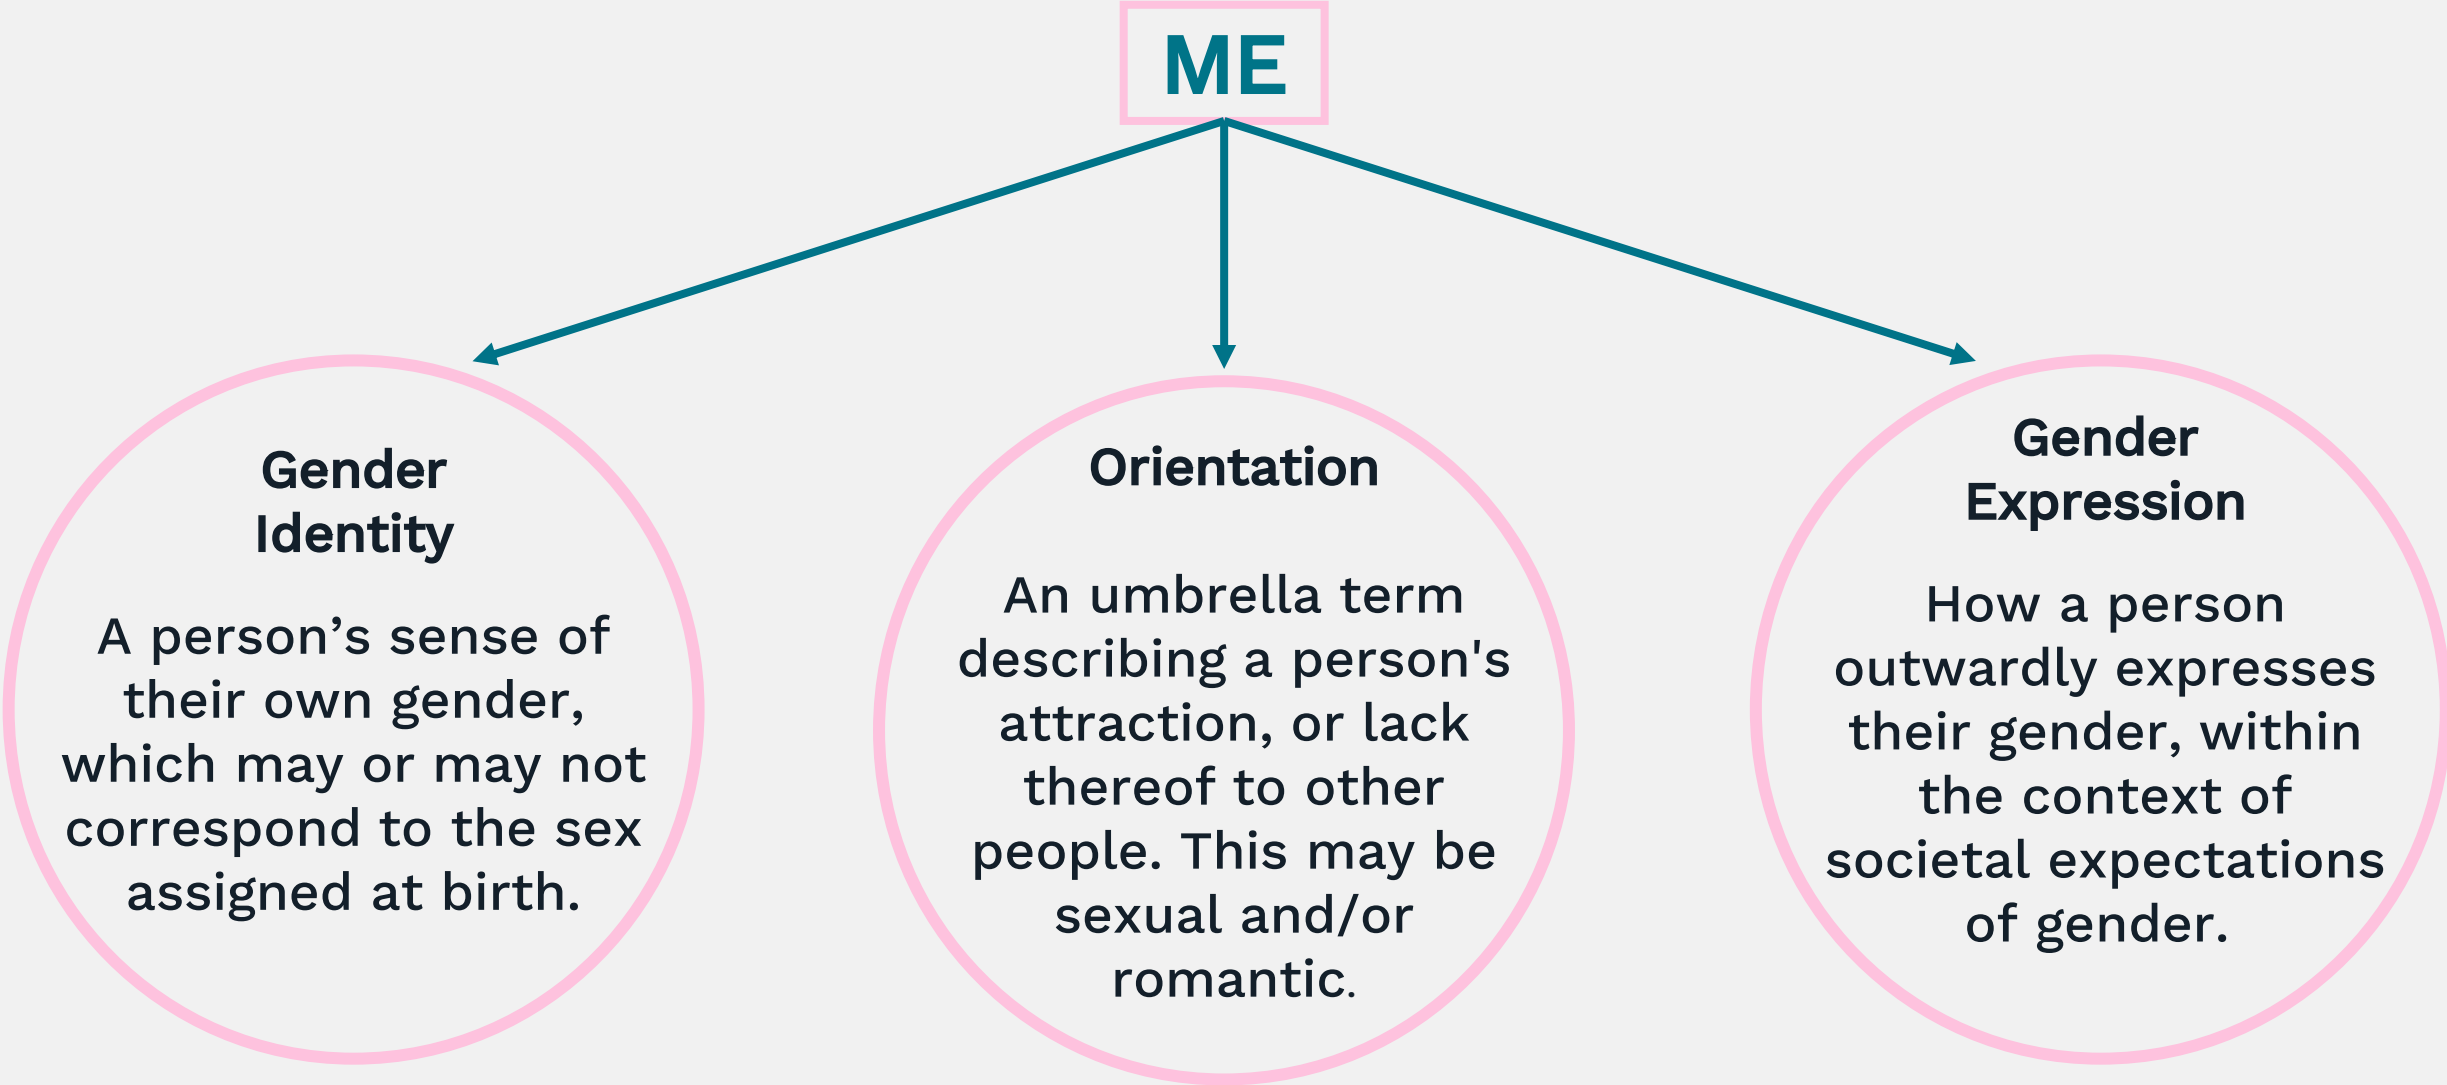 ME
Gender
Identity
A person’s sense of
their own gender,
which may or may not
correspond to the sex
assigned at birth.
Orientation
An umbrella term
describing a person's
attraction, or lack
thereof to other
people. This may be
sexual and/or
romantic.
Gender
Expression
How a person
outwardly expresses
their gender, within
the context of
societal expectations
of gender.